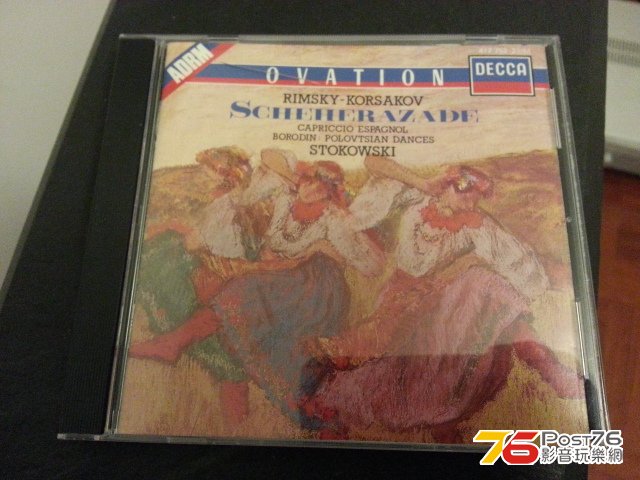 ADRM
OVATION
DECCA
RIMSKY-KORSAKOV
SCHEHERAZADE
CAPRICCIO ESPAGNOL
BORODIN: POLOVTSIAN DANCES
STOKOWSKI
76 Post76
影音玩樂網